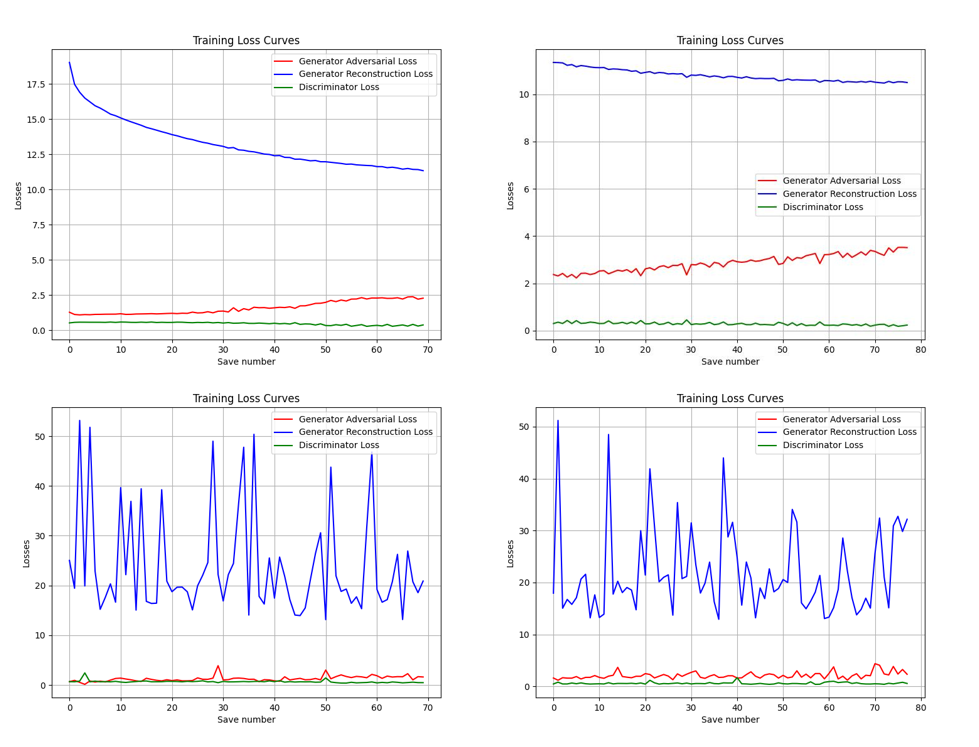 Training Loss Curves
Generator Adversarial Loss
Generator Reconstruction Loss
Discriminator Loss
Losses
17.5
15.0
12.5
10.0
7.5
5.0
2.5
0.0
0 10 20 30 40 50 60 70
Save number
Training Loss Curves
Generator Adversarial Loss
Generator Reconstruction Loss
Discriminator Loss
Losses
10
8
6
4
2
0
0 10 20 30 40 50 60 70 80
Save number
Training Loss Curves
Generator Adversarial Loss
Generator Reconstruction Loss
Discriminator Loss
Losses
50
40
30
20
10
0
0 10 20 30 40 50 60 70
Save number
Training Loss Curves
Generator Adversarial Loss
Generator Reconstruction Loss
Discriminator Loss
Losses
50
40
30
20
10
0
0 10 20 30 40 50 60 70 80
Save number